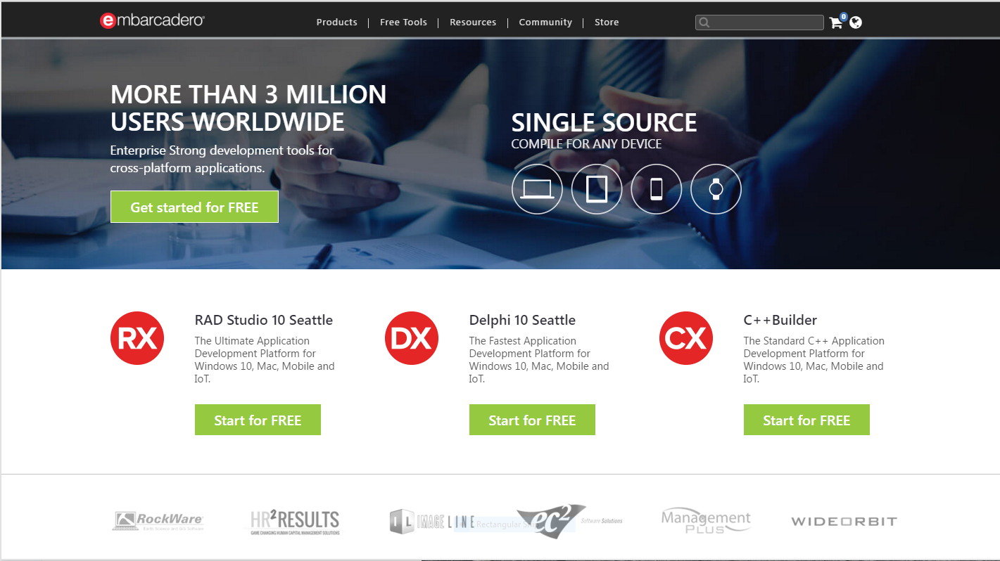 embarcadero®
Products | Free Tools | Resources | Community | Store
0
MORE THAN 3 MILLION
USERS WORLDWIDE
Enterprise Strong development tools for
cross-platform applications.
Get started for FREE
SINGLE SOURCE
COMPILE FOR ANY DEVICE
RX
RAD Studio 10 Seattle
The Ultimate Application
Development Platform for
Windows 10, Mac, Mobile and
IoT.
Start for FREE
DX
Delphi 10 Seattle
The Fastest Application
Development Platform for
Windows 10, Mac, Mobile and
IoT.
Start for FREE
CX
C++Builder
The Standard C++ Application
Development Platform for
Windows 10, Mac, Mobile and
IoT.
Start for FREE
RockWare
Earth Science and GIS Software
HR2RESULTS
GAME CHANGING HUMAN CAPITAL MANAGEMENT SOLUTIONS
IL IMAGE LINE
Rectangular Snip
ec2 Software Solutions
Management
PLUS
WIDEORBIT